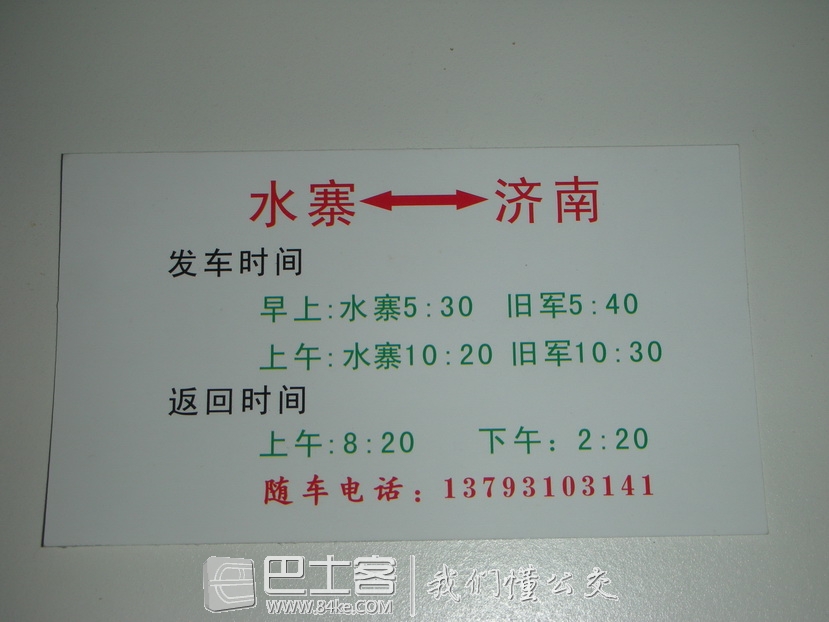 水寨↔济南
发车时间
早上:水寨5:30 旧军5:40
上午:水寨10:20 旧军10:30
返回时间
上午:8:20 下午：2:20
随车电话：13793103141
巴士客 我们懂公交
www.84ke.com